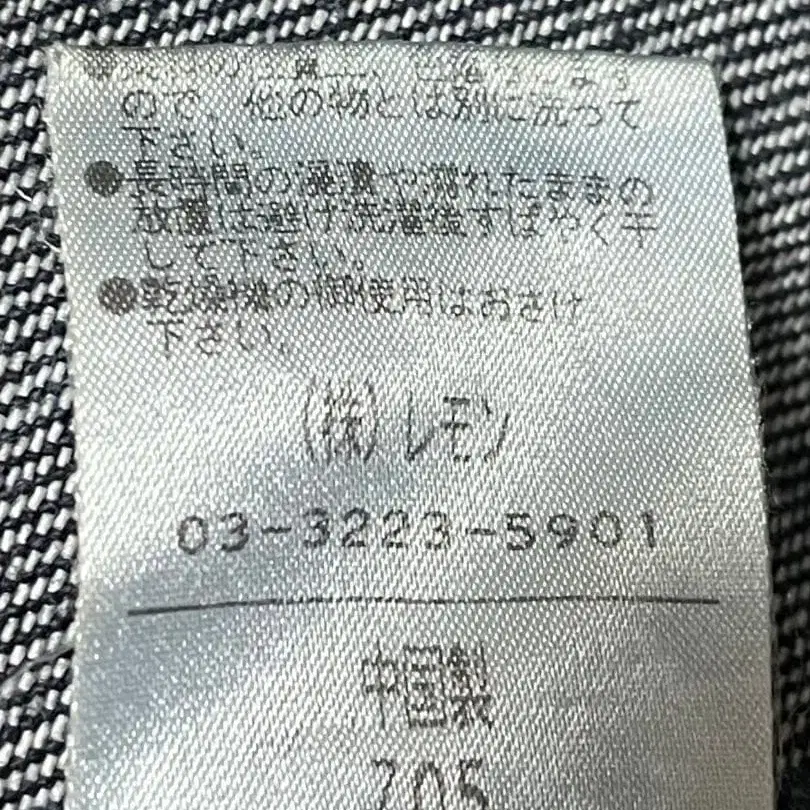 ので、他の物とは別に洗って
下さい。
●長時間の浸漬や濡れたままの
放置は避け洗濯後すばやく干
して下さい。
●乾燥機の御使用はおさけ
下さい。
(株)レモン
03-3223-5901
中国製
705